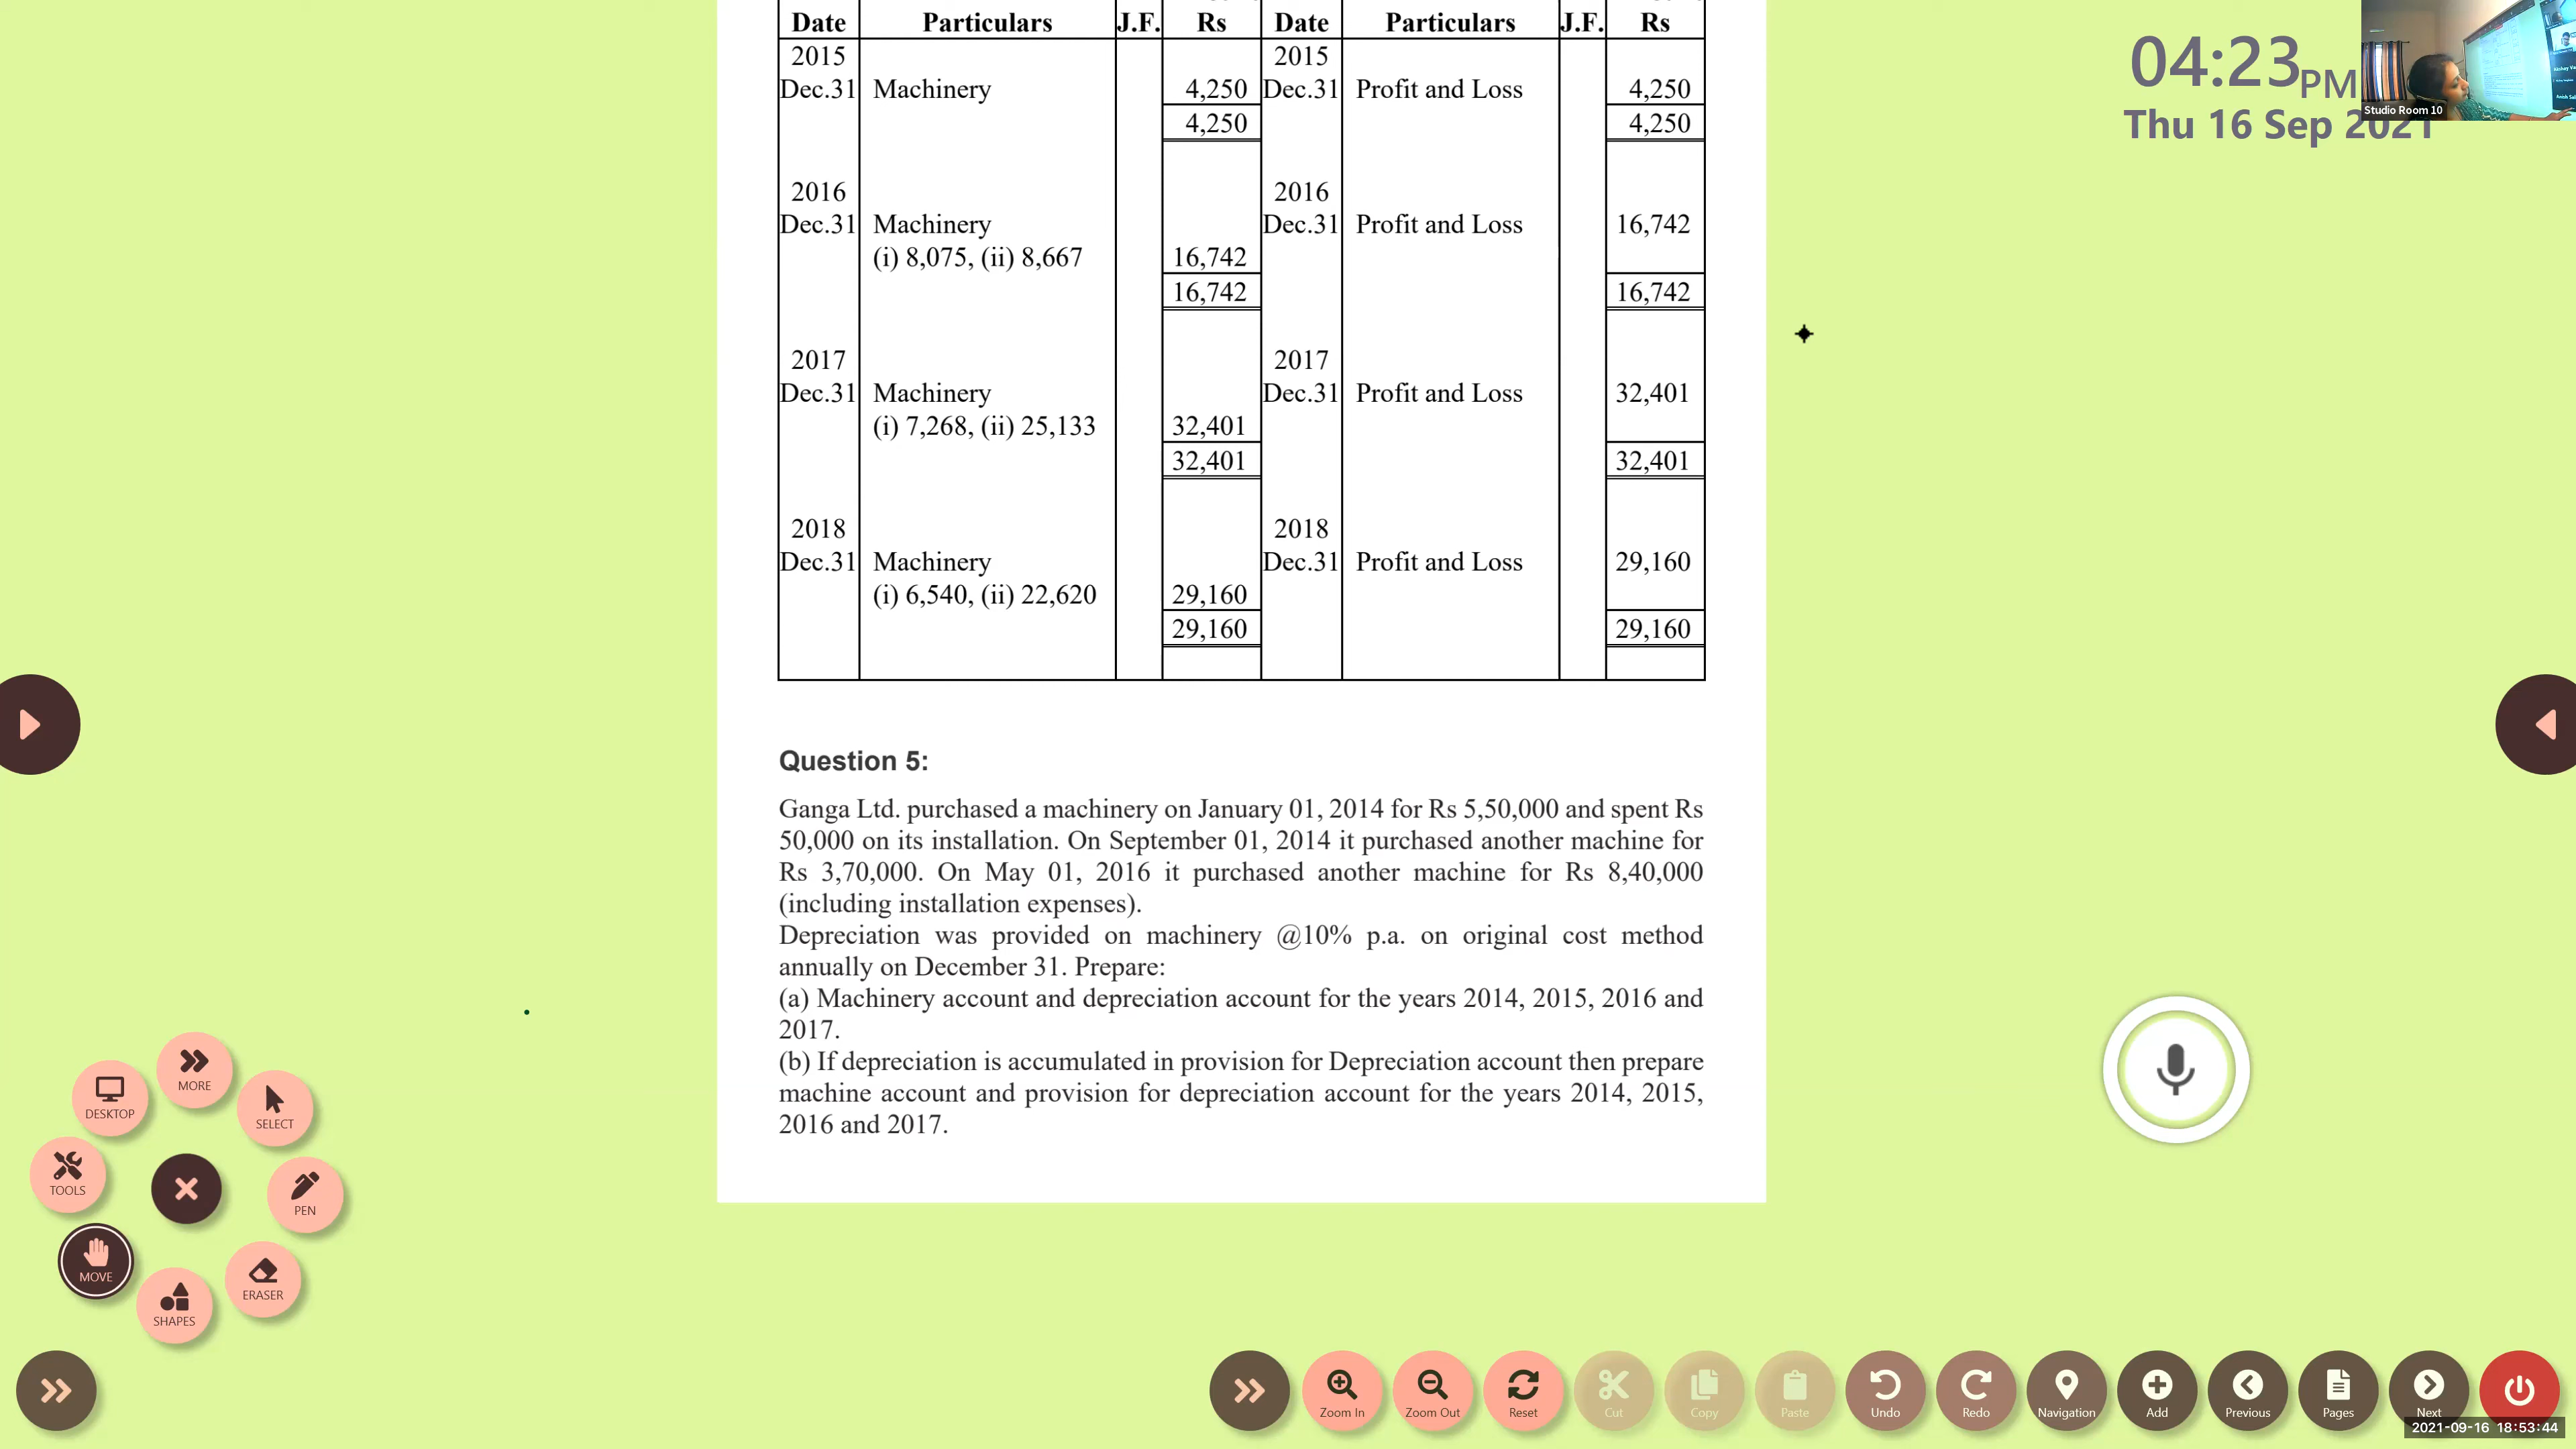 Date Particulars J.F. Rs Date Particulars J.F. Rs
2015 2015
Dec.31 Machinery 4,250 Dec.31 Profit and Loss 4,250
4,250 4,250
2016 2016
Dec.31 Machinery Dec.31 Profit and Loss 16,742
(i) 8,075, (ii) 8,667 16,742
16,742 16,742
2017 2017
Dec.31 Machinery Dec.31 Profit and Loss 32,401
(i) 7,268, (ii) 25,133 32,401
32,401 32,401
2018 2018
Dec.31 Machinery Dec.31 Profit and Loss 29,160
(i) 6,540, (ii) 22,620 29,160
29,160 29,160
Question 5:
Ganga Ltd. purchased a machinery on January 01, 2014 for Rs 5,50,000 and spent Rs
50,000 on its installation. On September 01, 2014 it purchased another machine for
Rs 3,70,000. On May 01, 2016 it purchased another machine for Rs 8,40,000
(including installation expenses).
Depreciation was provided on machinery @10% p.a. on original cost method
annually on December 31. Prepare:
(a) Machinery account and depreciation account for the years 2014, 2015, 2016 and
2017.
(b) If depreciation is accumulated in provision for Depreciation account then prepare
machine account and provision for depreciation account for the years 2014, 2015,
2016 and 2017.
04:23PM
Thu 16 Sep 2021
Studio Room 10
MORE
DESKTOP
SELECT
TOOLS
PEN
MOVE
ERASER
SHAPES
Zoom In
Zoom Out
Reset
Cut
Copy
Paste
Undo
Redo
Navigation
Add
Previous
Pages
Next
2021-09-16 18:53:44